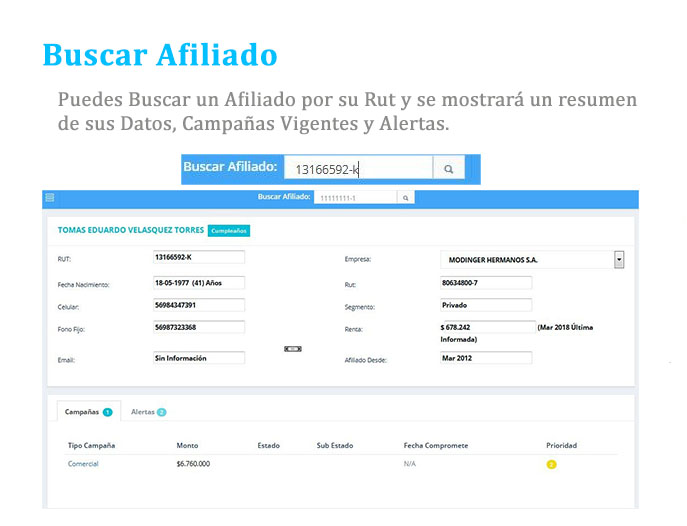 Buscar Afiliado
Puedes Buscar un Afiliado por su Rut y se mostrará un resumen
de sus Datos, Campañas Vigentes y Alertas.
Buscar Afiliado: 13166592-k
Buscar Afiliado: 11111111-1
TOMAS EDUARDO VELASQUEZ TORRES Cumpleaños
RUT: 13166592-K Empresa: MODINGER HERMANOS S.A.
Fecha Nacimiento: 18-05-1977 (41) Años Rut: 80634800-7
Celular: 56984347391 Segmento: Privado
Fono Fijo: 56987323368 Renta: $ 678.242 (Mar 2018 Última
Informada)
Email: Sin Información Afiliado Desde: Mar 2012
Campañas 1 Alertas 2
Tipo Campaña Monto Estado Sub Estado Fecha Compromete Prioridad
Comercial $6.760.000 N/A